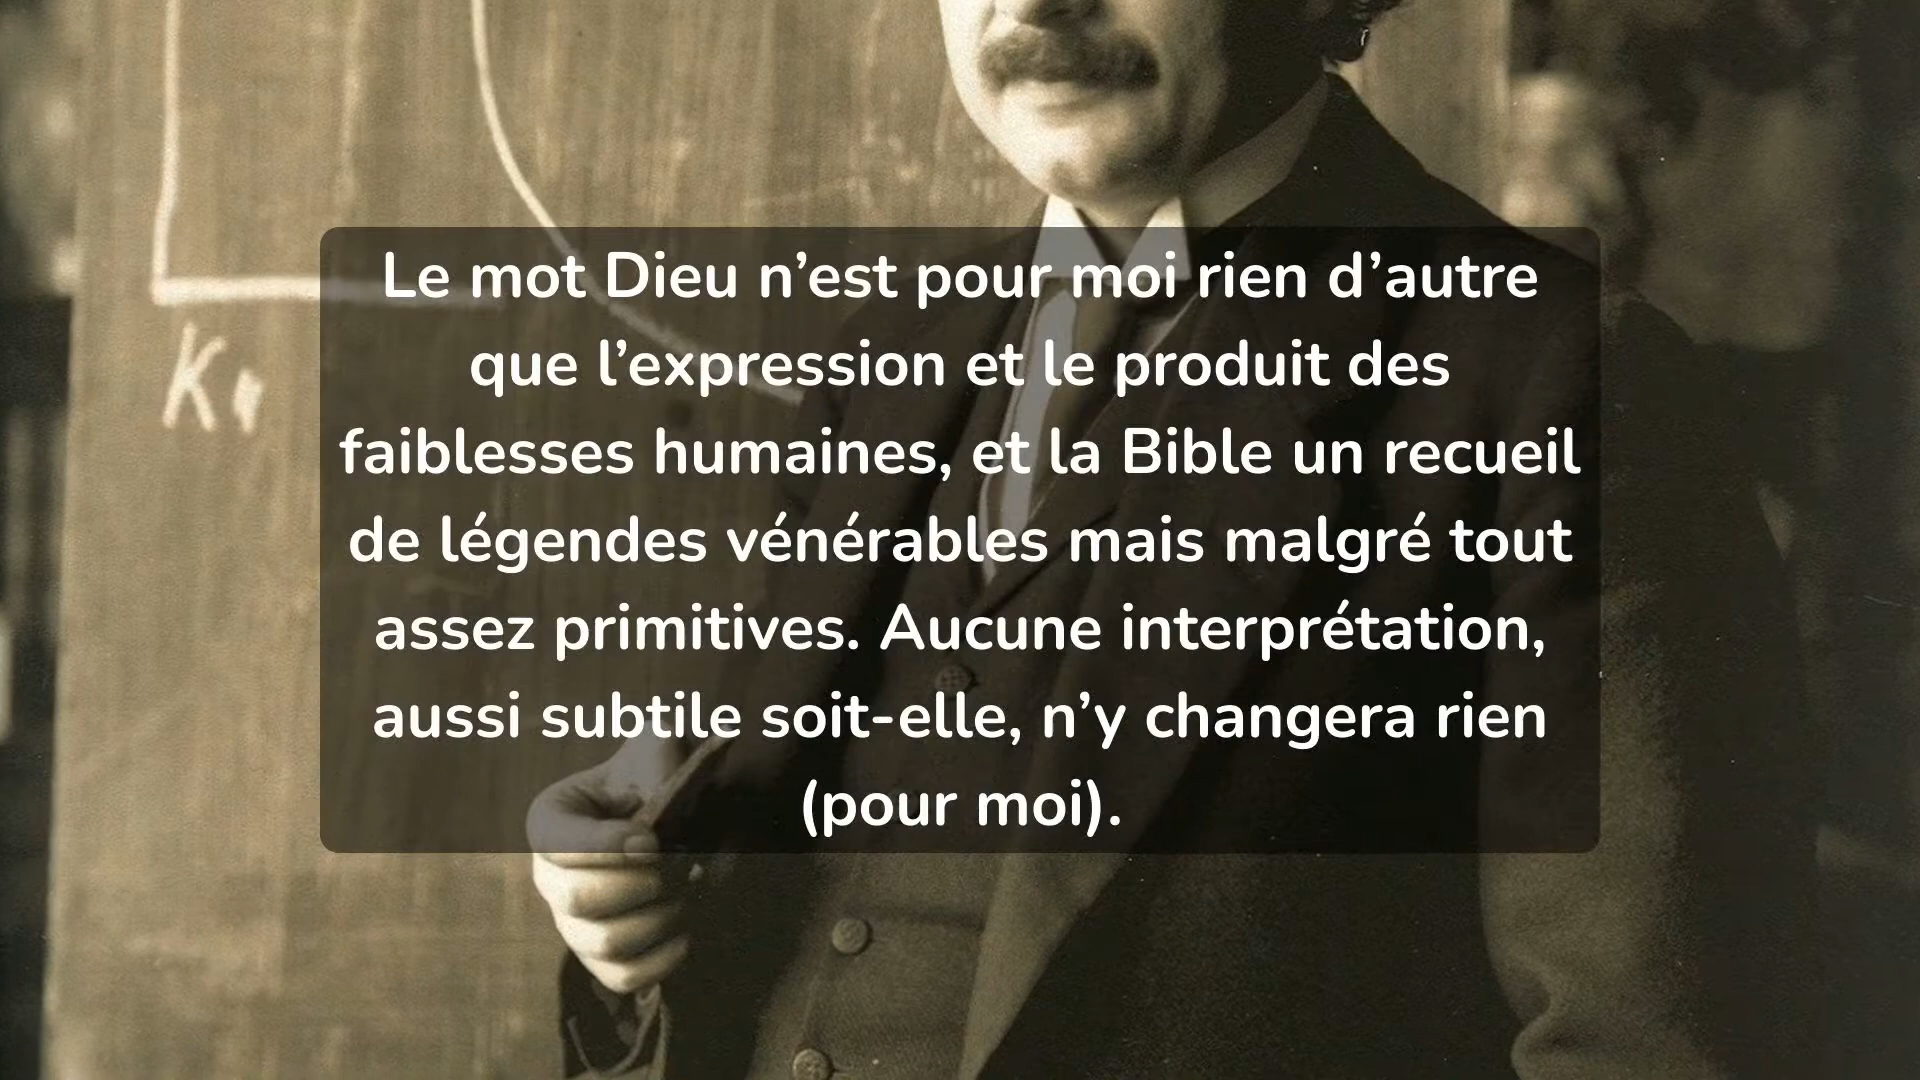 Le mot Dieu n’est pour moi rien d’autre
que l’expression et le produit des
faiblesses humaines, et la Bible un recueil
de légendes vénérables mais malgré tout
assez primitives. Aucune interprétation,
aussi subtile soit-elle, n’y changera rien
(pour moi).
K